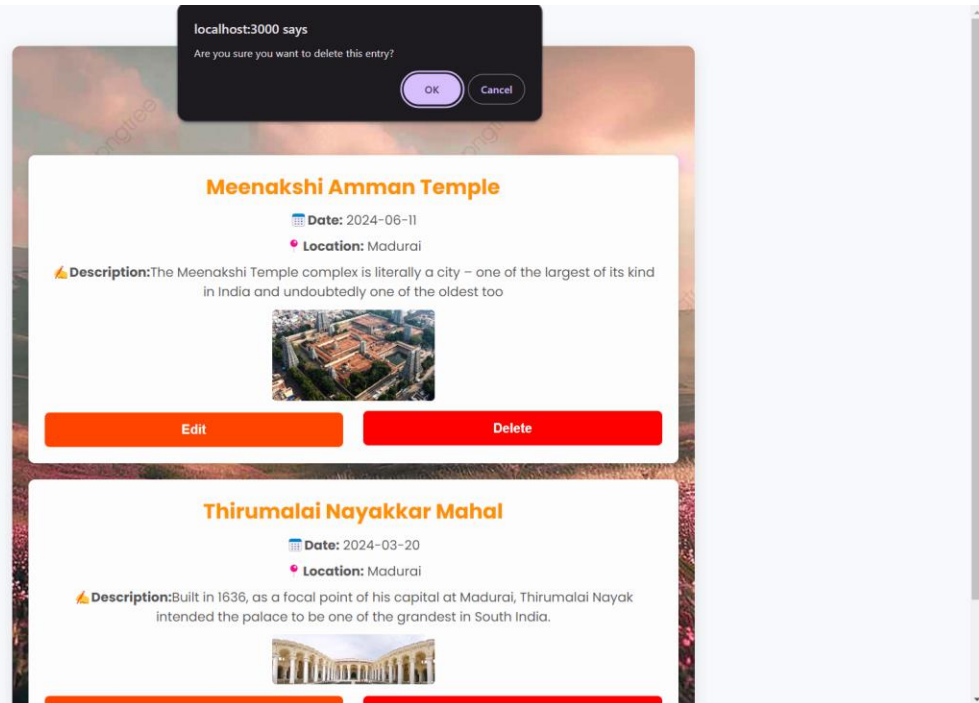 localhost:3000 says
Are you sure you want to delete this entry?
OK
Cancel
Meenakshi Amman Temple
Date: 2024-06-11
Location: Madurai
Description:The Meenakshi Temple complex is literally a city – one of the largest of its kind
in India and undoubtedly one of the oldest too
Edit
Delete
Thirumalai Nayakkar Mahal
Date: 2024-03-20
Location: Madurai
Description:Built in 1636, as a focal point of his capital at Madurai, Thirumalai Nayak
intended the palace to be one of the grandest in South India.